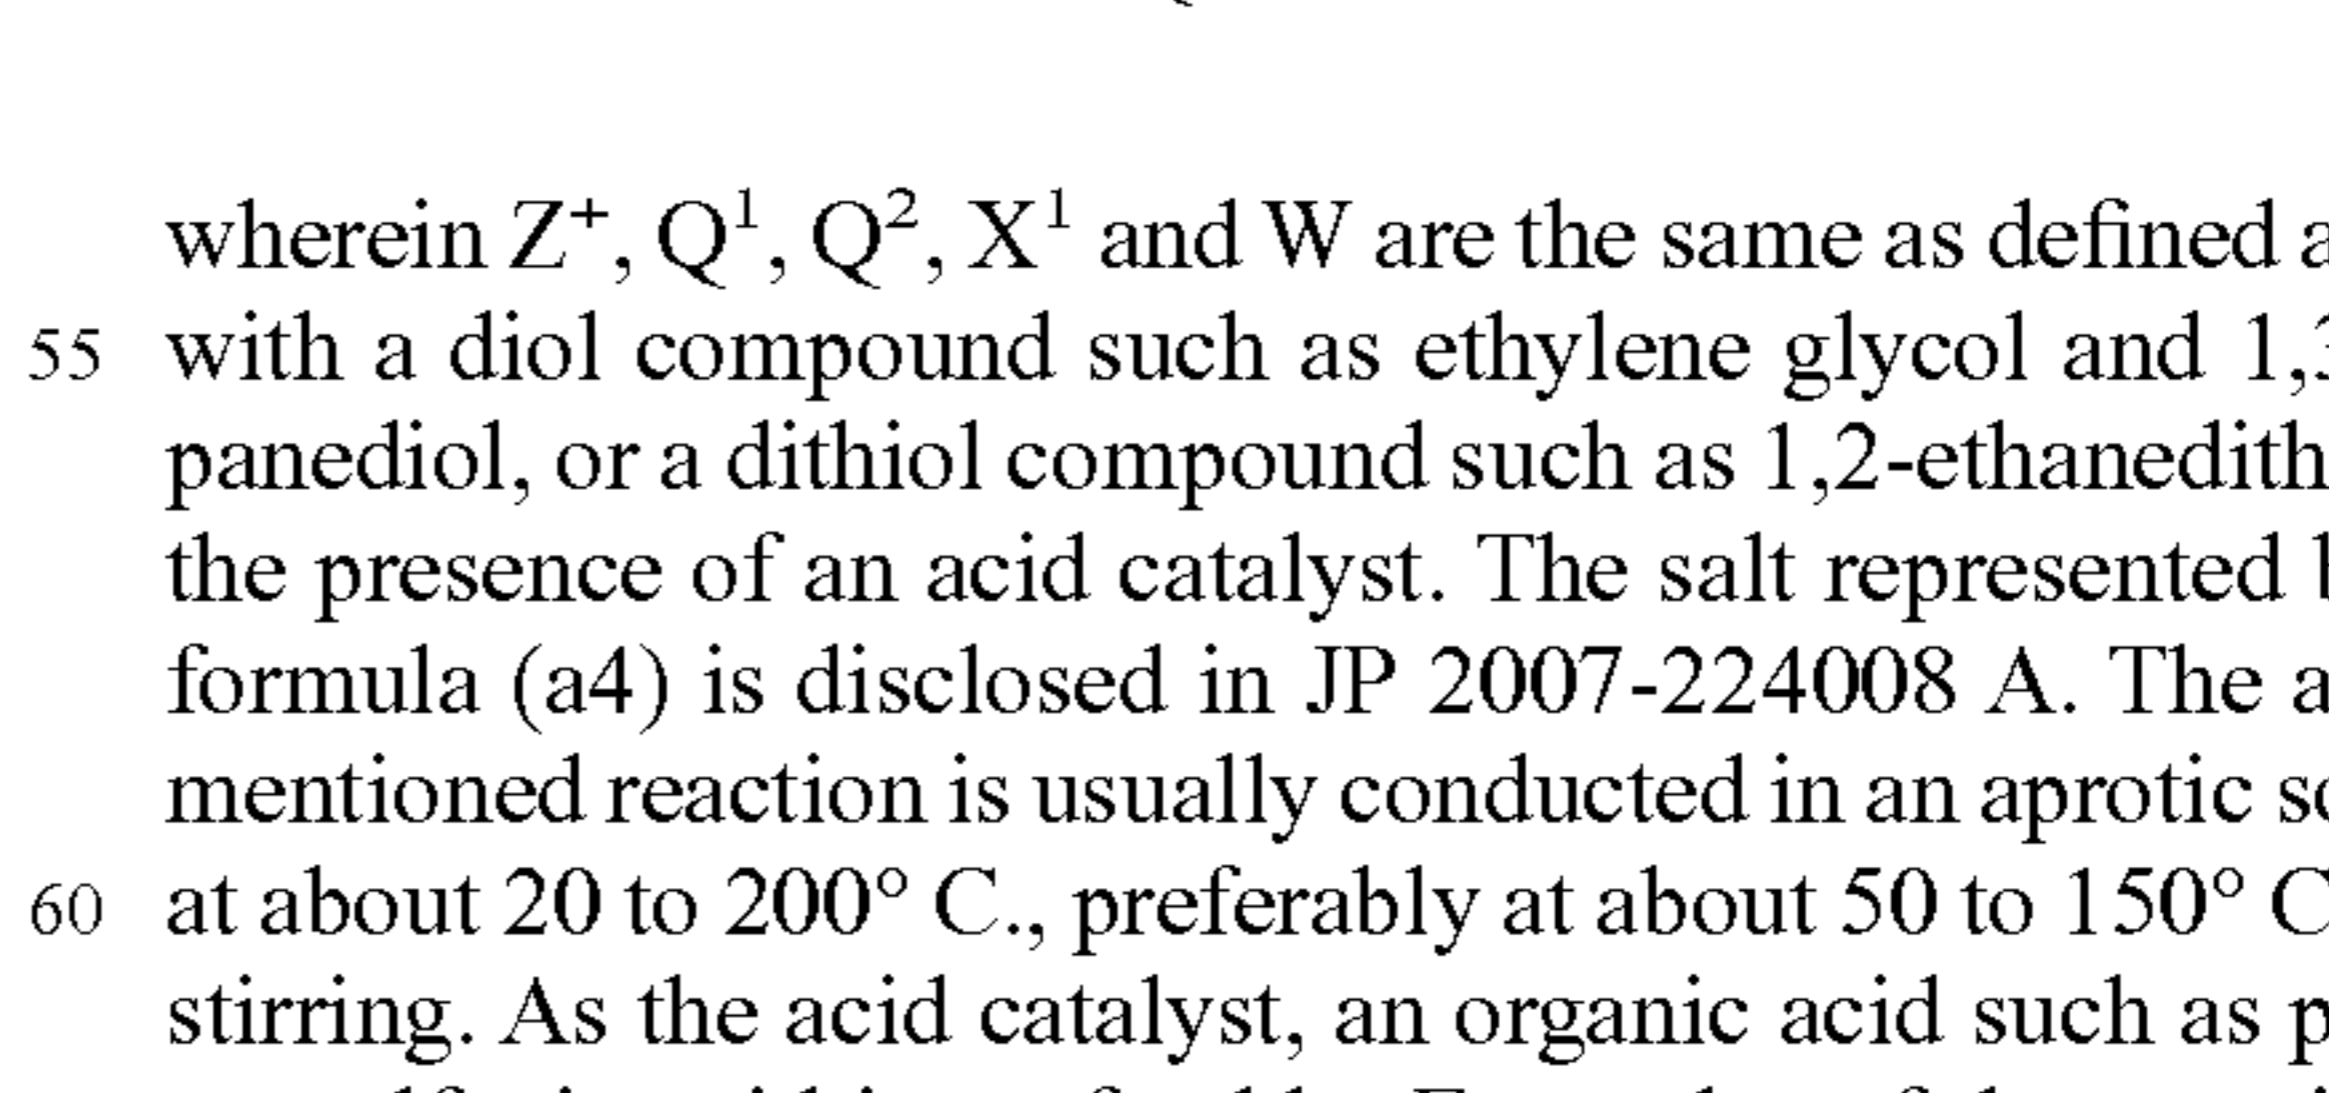 wherein Z⁺, Q¹, Q², X¹ and W are the same as defined
55 with a diol compound such as ethylene glycol and
panediol, or a dithiol compound such as 1,2-ethanedith
the presence of an acid catalyst. The salt represented
formula (a4) is disclosed in JP 2007-224008 A. The
mentioned reaction is usually conducted in an aprotic
60 at about 20 to 200° C., preferably at about 50 to 150° C
stirring. As the acid catalyst, an organic acid such as